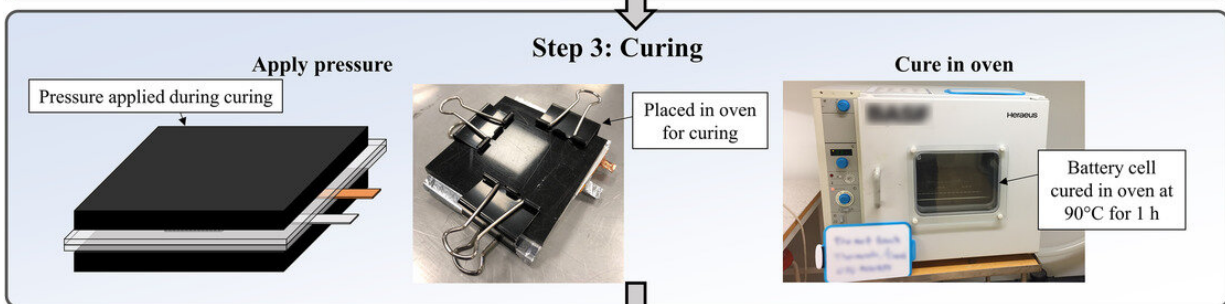 Step 3: Curing
Apply pressure
Pressure applied during curing
Placed in oven
for curing
Cure in oven
Heraeus
Battery cell
cured in oven at
90°C for 1 h